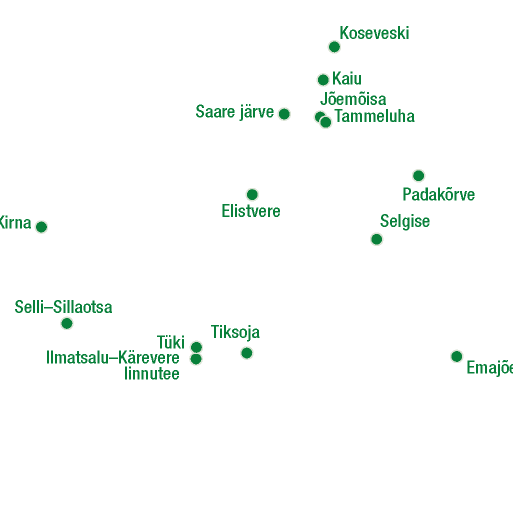 Koseveski
Kaiu
Jõemõisa
Saare järve
Tammeluha
Padakõrve
Elistvere
Selgise
Kirna
Selli–Sillaotsa
Tiksoja
Tüki
Ilmatsalu–Kärevere
linnutee
Emajõe